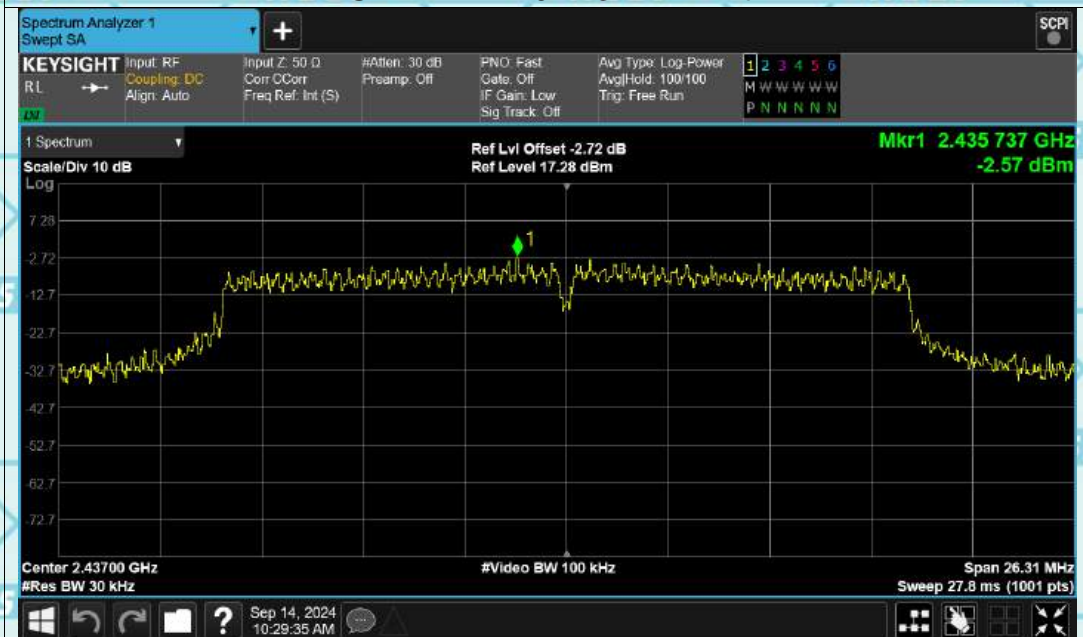 Spectrum Analyzer 1
Swept SA
+
SCPI
KEYSIGHT
RL
Input: RF
Coupling: DC
Align: Auto
Input Z: 50 Ω
Corr CCorr
Freq Ref: Int (S)
#Atten: 30 dB
Preamp: Off
PNO: Fast
Gate: Off
IF Gain: Low
Sig Track: Off
Avg Type: Log-Power
Avg|Hold: 100/100
Trig: Free Run
1 2 3 4 5 6
M W W W W W
P N N N N N
1 Spectrum
Scale/Div 10 dB
Log
Ref Lvl Offset -2.72 dB
Ref Level 17.28 dBm
Mkr1 2.435 737 GHz
-2.57 dBm
1
7.28
-2.72
-12.7
-22.7
-32.7
-42.7
-52.7
-62.7
-72.7
Center 2.43700 GHz
#Video BW 100 kHz
Span 26.31 MHz
#Res BW 30 kHz
Sweep 27.8 ms (1001 pts)
?
Sep 14, 2024
10:29:35 AM